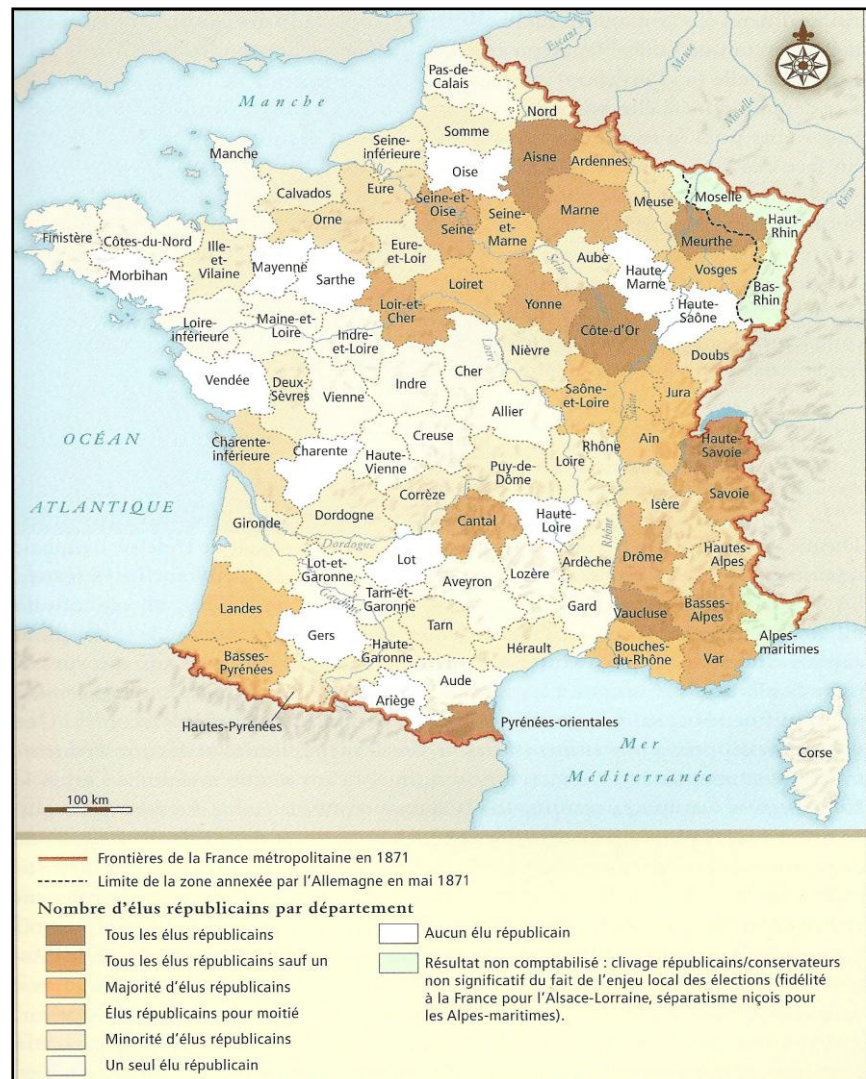 Escaut
Meuse
Pas-de-
Calais
Manche
Nord
Moselle
Somme
Seine-
inférieure
Rhin
Manche
Oise
Aisne
Ardennes
Calvados
Eure
Moselle
Seine-et-
Oise
Marne
Meuse
Haut-
Rhin
Orne
Seine
Seine-
et-
Marne
Meurthe
Finistère
Côtes-du-Nord
Ille-
et-
Vilaine
Eure-
et-Loir
Aube
Seine
Haute-
Marne
Vosges
Bas-
Rhin
Morbihan
Mayenne
Sarthe
Loiret
Yonne
Haute-
Saône
Loir-et-
Cher
Côte-d'Or
Loire-
inférieure
Maine-et-
Loire
Indre-
et-Loire
Loire
Nièvre
Doubs
Cher
Vendée
Deux-
Sèvres
Vienne
Indre
Saône-
et-Loire
Saône
Jura
Allier
OCÉAN
ATLANTIQUE
Charente-
inférieure
Charente
Haute-
Vienne
Creuse
Ain
Haute-
Savoie
Puy-de-
Dôme
Loire
Rhône
Corrèze
Savoie
Isère
Gironde
Dordogne
Cantal
Haute-
Loire
Rhône
Dordogne
Drôme
Hautes-
Alpes
Lot-et-
Garonne
Lot
Lozère
Ardèche
Garonne
Tarn-et-
Garonne
Aveyron
Landes
Gard
Vaucluse
Basses-
Alpes
Gers
Tarn
Alpes-
maritimes
Basses-
Pyrénées
Haute-
Garonne
Hérault
Bouches-
du-Rhône
Var
Aude
Ariège
Hautes-Pyrénées
Pyrénées-orientales
Mer
Méditerranée
Corse
100 km
Frontières de la France métropolitaine en 1871
Limite de la zone annexée par l'Allemagne en mai 1871
Nombre d'élus républicains par département
Tous les élus républicains
Tous les élus républicains sauf un
Majorité d'élus républicains
Élus républicains pour moitié
Minorité d'élus républicains
Un seul élu républicain
Aucun élu républicain
Résultat non comptabilisé : clivage républicains/conservateurs
non significatif du fait de l'enjeu local des élections (fidélité
à la France pour l'Alsace-Lorraine, séparatisme niçois pour
les Alpes-maritimes).